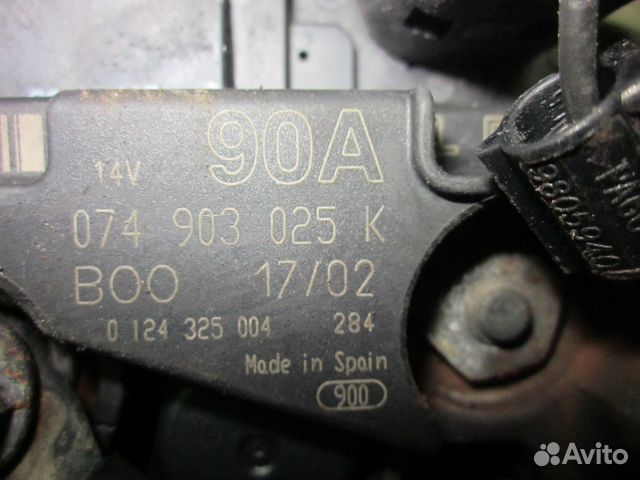 90A
14V
074 903 025 K
BOO 17/02
0 124 325 004 284
Made in Spain
900
Avito